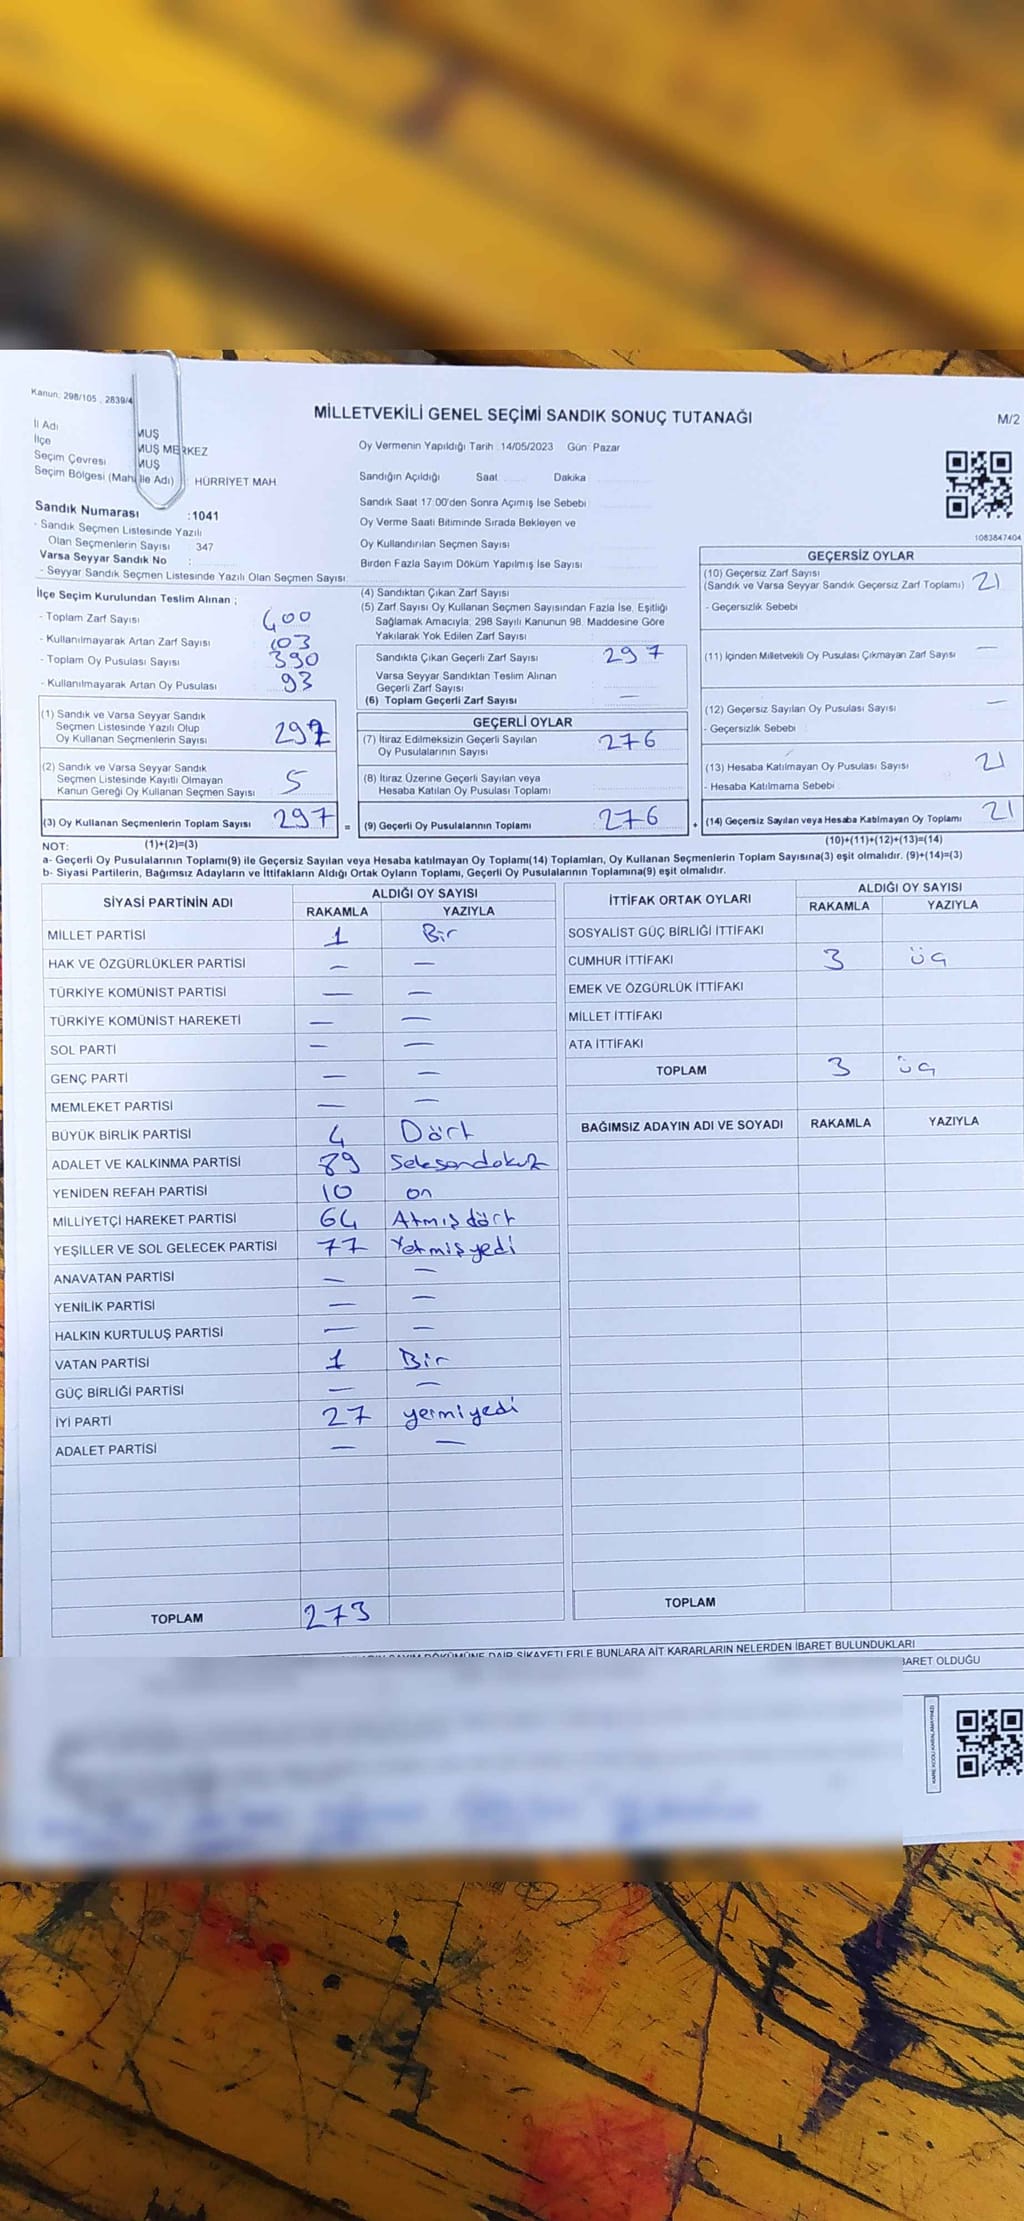 Kanun: 298/105 , 2839/4
MİLLETVEKİLİ GENEL SEÇİMİ SANDIK SONUÇ TUTANAĞI
M/2
İl Adı MUŞ
İlçe MUŞ MERKEZ
Seçim Çevresi MUŞ
Seçim Bölgesi (Mahalle Adı) : HÜRRİYET MAH.
Sandık Numarası :1041
- Sandık Seçmen Listesinde Yazılı
Olan Seçmenlerin Sayısı : 347
Varsa Seyyar Sandık No :
- Seyyar Sandık Seçmen Listesinde Yazılı Olan Seçmen Sayısı:
Oy Vermenin Yapıldığı Tarih : 14/05/2023 Gün: Pazar
Sandığın Açıldığı Saat Dakika
Sandık Saat 17:00'den Sonra Açımış İse Sebebi
Oy Verme Saati Bitiminde Sırada Bekleyen ve
Oy Kullandırılan Seçmen Sayısı
Birden Fazla Sayım Döküm Yapılmış İse Sayısı
1083847404
İlçe Seçim Kurulundan Teslim Alınan ;
- Toplam Zarf Sayısı 400
- Kullanılmayarak Artan Zarf Sayısı 103
- Toplam Oy Pusulası Sayısı 390
- Kullanılmayarak Artan Oy Pusulası 93
(1) Sandık ve Varsa Seyyar Sandık
Seçmen Listesinde Yazılı Olup
Oy Kullanan Seçmenlerin Sayısı
(2) Sandık ve Varsa Seyyar Sandık
Seçmen Listesinde Kayıtlı Olmayan
Kanun Gereği Oy Kullanan Seçmen Sayısı 5
(3) Oy Kullanan Seçmenlerin Toplam Sayısı 297 =
(4) Sandıktan Çıkan Zarf Sayısı
(5) Zarf Sayısı Oy Kullanan Seçmen Sayısından Fazla İse, Eşitliği
Sağlamak Amacıyla; 298 Sayılı Kanunun 98. Maddesine Göre
Yakılarak Yok Edilen Zarf Sayısı
Sandıkta Çıkan Geçerli Zarf Sayısı 297
Varsa Seyyar Sandıktan Teslim Alınan
Geçerli Zarf Sayısı
(6) Toplam Geçerli Zarf Sayısı —
GEÇERLİ OYLAR
(7) İtiraz Edilmeksizin Geçerli Sayılan
Oy Pusulalarının Sayısı 276
(8) İtiraz Üzerine Geçerli Sayılan veya
Hesaba Katılan Oy Pusulası Toplamı
(9) Geçerli Oy Pusulalarının Toplamı 276 +
GEÇERSİZ OYLAR
(10) Geçersiz Zarf Sayısı
(Sandık ve Varsa Seyyar Sandık Geçersiz Zarf Toplamı) 21
- Geçersizlik Sebebi
(11) İçinden Milletvekili Oy Pusulası Çıkmayan Zarf Sayısı —
(12) Geçersiz Sayılan Oy Pusulası Sayısı —
- Geçersizlik Sebebi:
(13) Hesaba Katılmayan Oy Pusulası Sayısı 21
- Hesaba Katılmama Sebebi
(14) Geçersiz Sayılan veya Hesaba Katılmayan Oy Toplamı 21
NOT: (1)+(2)=(3) (10)+(11)+(12)+(13)=(14)
a- Geçerli Oy Pusulalarının Toplamı(9) ile Geçersiz Sayılan veya Hesaba katılmayan Oy Toplamı(14) Toplamları, Oy Kullanan Seçmenlerin Toplam Sayısına(3) eşit olmalıdır. (9)+(14)=(3)
b- Siyasi Partilerin, Bağımsız Adayların ve İttifakların Aldığı Ortak Oyların Toplamı, Geçerli Oy Pusulalarının Toplamına(9) eşit olmalıdır.
SİYASİ PARTİNİN ADI ALDIĞI OY SAYISI
RAKAMLA YAZIYLA
MİLLET PARTİSİ 1 Bir
HAK VE ÖZGÜRLÜKLER PARTİSİ — —
TÜRKİYE KOMÜNİST PARTİSİ — —
TÜRKİYE KOMÜNİST HAREKETİ — —
SOL PARTİ — —
GENÇ PARTİ — —
MEMLEKET PARTİSİ — —
BÜYÜK BİRLİK PARTİSİ 4 Dört
ADALET VE KALKINMA PARTİSİ 89 Seksendokuz
YENİDEN REFAH PARTİSİ 10 on
MİLLİYETÇİ HAREKET PARTİSİ 64 Atmışdört
YEŞİLLER VE SOL GELECEK PARTİSİ 77 Yetmişyedi
ANAVATAN PARTİSİ — —
YENİLİK PARTİSİ — —
HALKIN KURTULUŞ PARTİSİ — —
VATAN PARTİSİ 1 Bir
GÜÇ BİRLİĞİ PARTİSİ — —
İYİ PARTİ 27 yermiyedi
ADALET PARTİSİ — —
TOPLAM 273
İTTİFAK ORTAK OYLARI ALDIĞI OY SAYISI
RAKAMLA YAZIYLA
SOSYALİST GÜÇ BİRLİĞİ İTTİFAKI
CUMHUR İTTİFAKI 3 üç
EMEK VE ÖZGÜRLÜK İTTİFAKI
MİLLET İTTİFAKI
ATA İTTİFAKI
TOPLAM 3 üç
BAĞIMSIZ ADAYIN ADI VE SOYADI RAKAMLA YAZIYLA
TOPLAM
DÖKÜMÜNE DAİR ŞİKAYETLERLE BUNLARA AİT KARARLARIN NELERDEN İBARET BULUNDUKLARI
İBARET OLDUĞU
KARE KODU KARALAMAYINIZ!